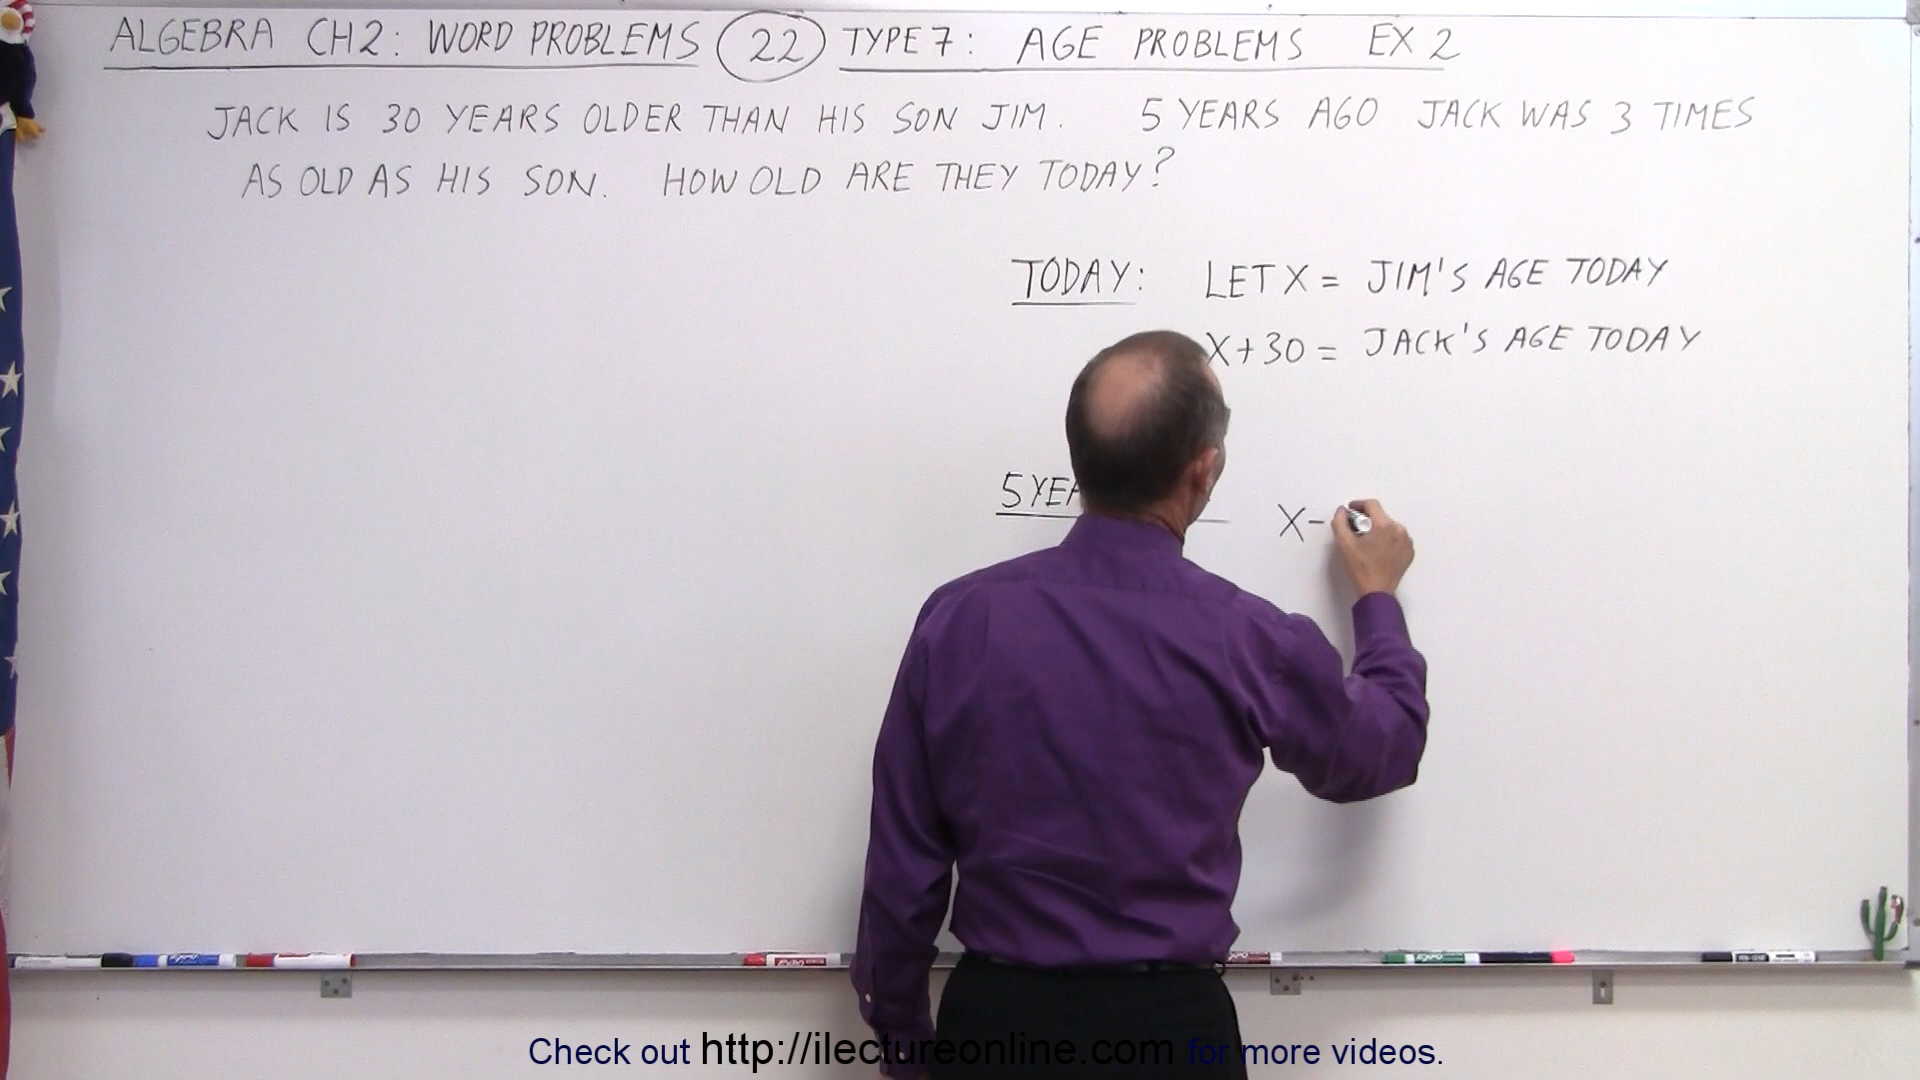 ALGEBRA CH2: WORD PROBLEMS 22 TYPE 7: AGE PROBLEMS EX 2
JACK IS 30 YEARS OLDER THAN HIS SON JIM. 5 YEARS AGO JACK WAS 3 TIMES
AS OLD AS HIS SON. HOW OLD ARE THEY TODAY?
TODAY: LET X = JIM'S AGE TODAY
X+30 = JACK'S AGE TODAY
5 X-
Check out http://ilectureonline.com for more videos.